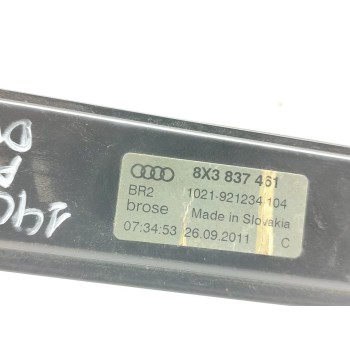 8X3 837 461
BR2 1021-921234 104
brose Made in Slovakia
07:34:53 26.09.2011 C